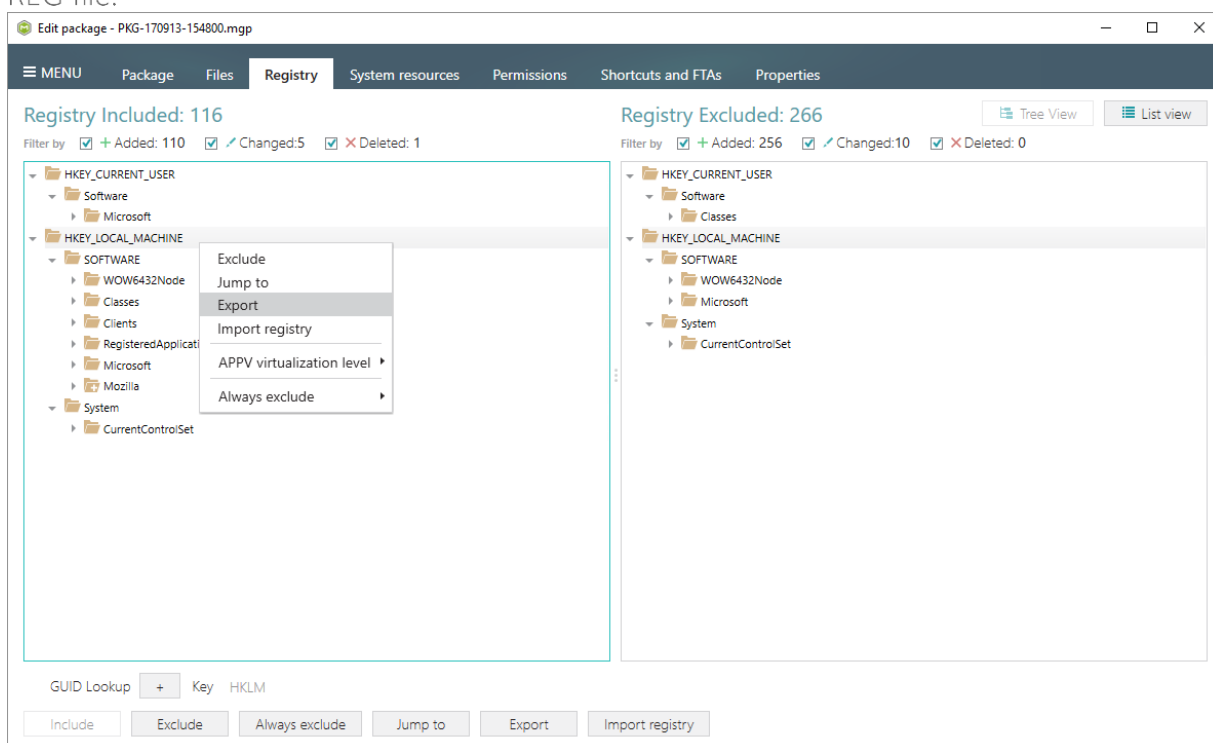 REG file.
Edit package - PKG-170913-154800.mgp
MENU Package Files Registry System resources Permissions Shortcuts and FTAs Properties
Registry Included: 116
Filter by + Added: 110 Changed:5 Deleted: 1
HKEY_CURRENT_USER
Software
Microsoft
HKEY_LOCAL_MACHINE
SOFTWARE
WOW6432Node
Classes
Clients
RegisteredApplicati
Microsoft
Mozilla
System
CurrentControlSet
Exclude
Jump to
Export
Import registry
APPV virtualization level
Always exclude
Registry Excluded: 266
Tree View List view
Filter by + Added: 256 Changed:10 Deleted: 0
HKEY_CURRENT_USER
Software
Classes
HKEY_LOCAL_MACHINE
SOFTWARE
WOW6432Node
Microsoft
System
CurrentControlSet
GUID Lookup + Key HKLM
Include Exclude Always exclude Jump to Export Import registry